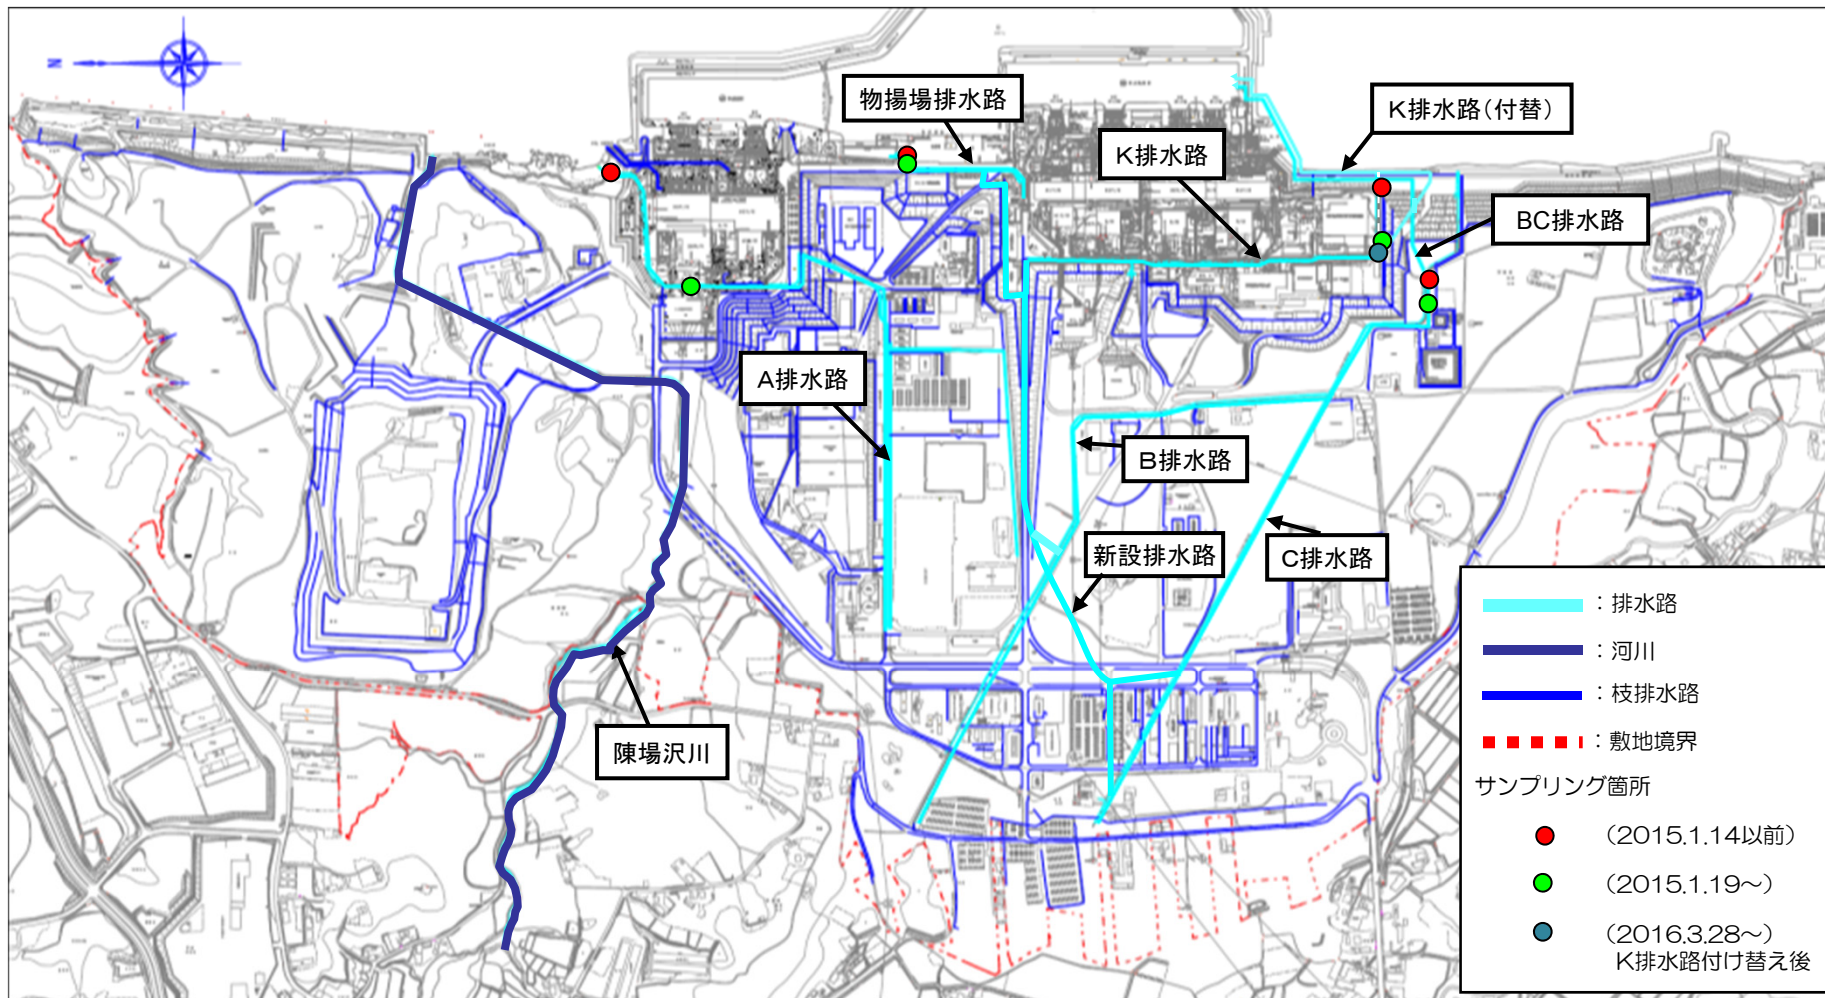 N
物揚場排水路
K排水路(付替)
K排水路
BC排水路
A排水路
B排水路
新設排水路
C排水路
陳場沢川
：排水路
：河川
：枝排水路
：敷地境界
サンプリング箇所
（2015.1.14以前）
（2015.1.19～）
（2016.3.28～）
K排水路付け替え後